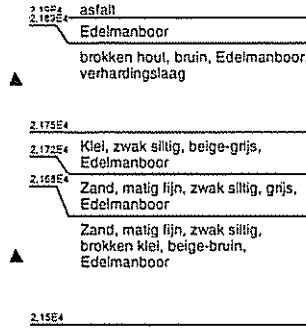 asfalt
Edelmanboor
brokken hout, bruin, Edelmanboor,
verhardingslaag
2.175E4
2.172E4 Klei, zwak siltig, beige-grijs,
Edelmanboor
2.168E4 Zand, matig fijn, zwak siltig, grijs,
Edelmanboor
Zand, matig fijn, zwak siltig,
brokken klei, beige-bruin,
Edelmanboor
2.15E4